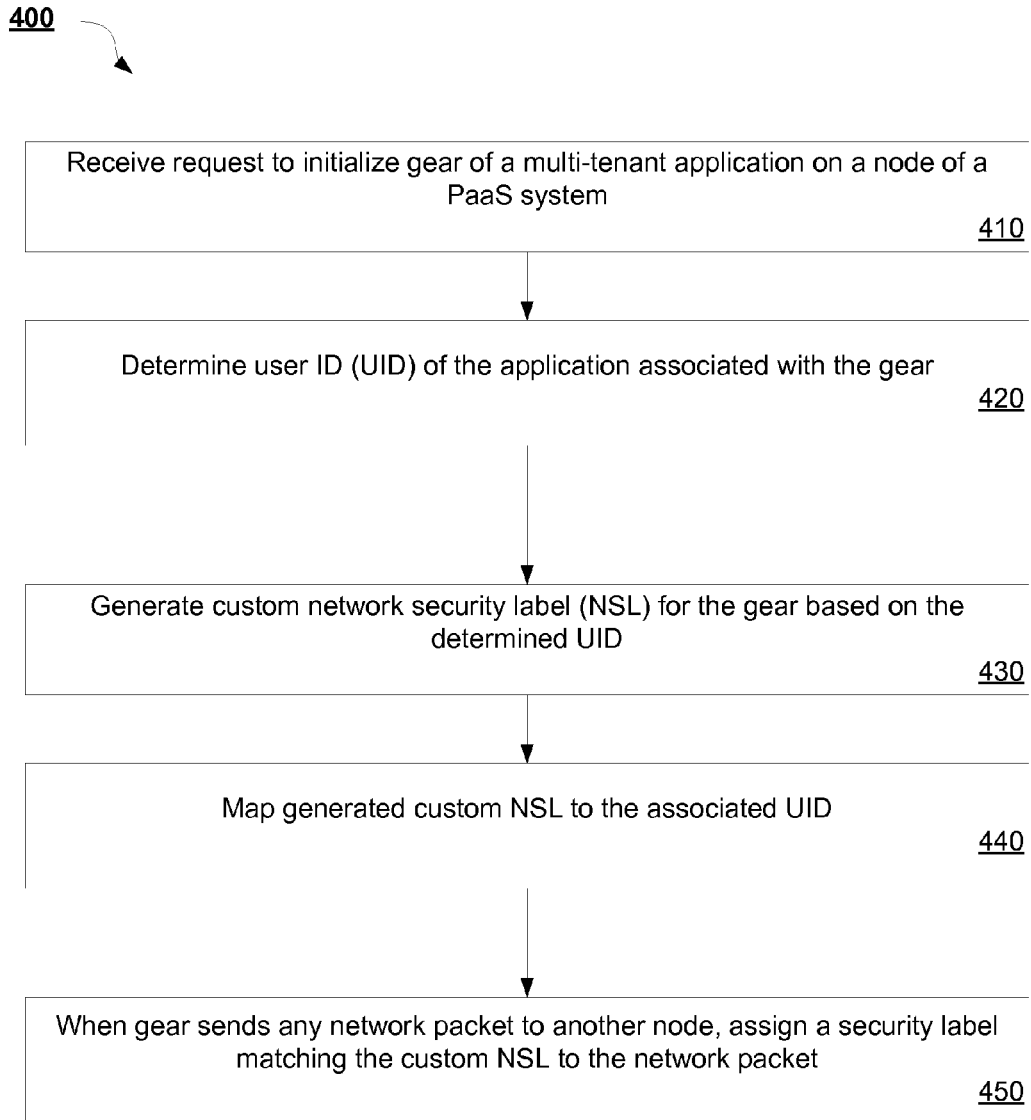 400
Receive request to initialize gear of a multi-tenant application on a node of a
PaaS system
410
Determine user ID (UID) of the application associated with the gear
420
Generate custom network security label (NSL) for the gear based on the
determined UID
430
Map generated custom NSL to the associated UID
440
When gear sends any network packet to another node, assign a security label
matching the custom NSL to the network packet
450